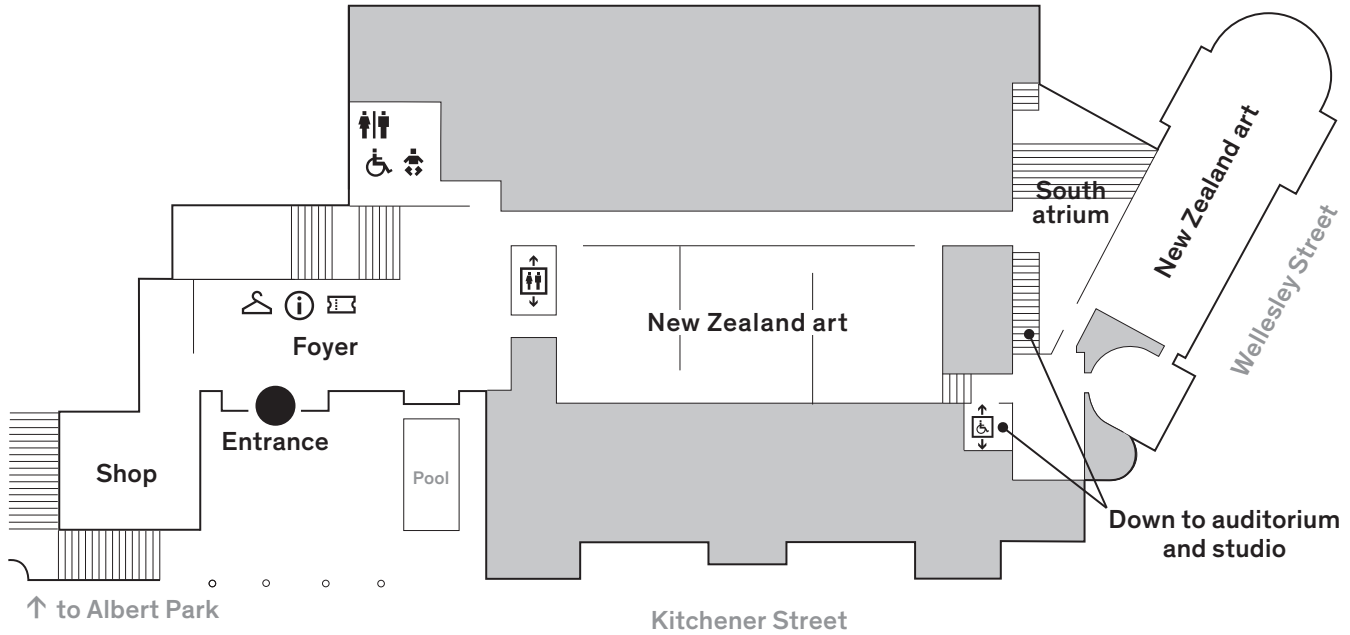 New Zealand art
South
atrium
Wellesley Street
New Zealand art
Foyer
Entrance
Shop
Pool
Down to auditorium
and studio
↑ to Albert Park
Kitchener Street